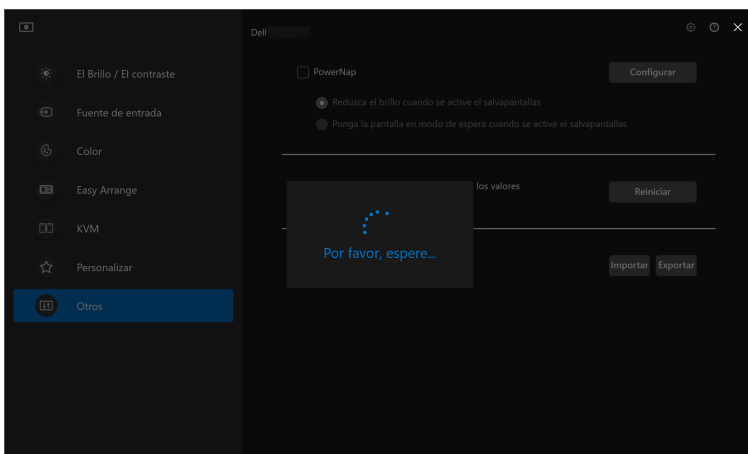 Dell
El Brillo / El contraste
Fuente de entrada
Color
Easy Arrange
KVM
Personalizar
Otros
PowerNap
Configurar
Reduzca el brillo cuando se active el salvapantallas
Ponga la pantalla en modo de espera cuando se active el salvapantallas
los valores
Reiniciar
Por favor, espere...
Importar Exportar